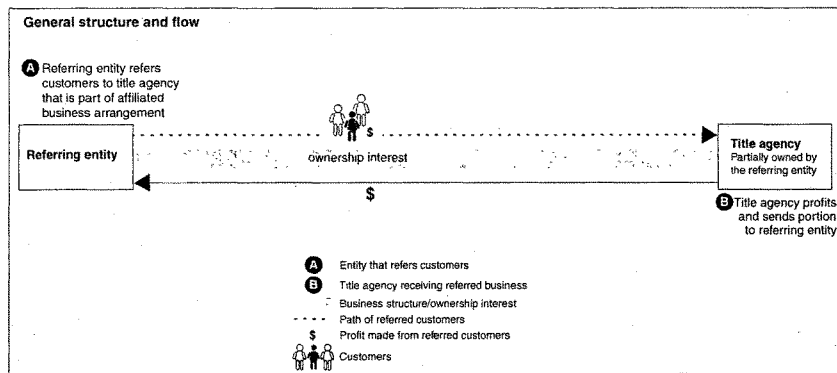 General structure and flow
A Referring entity refers
customers to title agency
that is part of affiliated
business arrangement
$
Referring entity
ownership interest
Title agency
Partially owned by
the referring entity
$
B Title agency profits
and sends portion
to referring entity
A Entity that refers customers
B Title agency receiving referred business
Business structure/ownership interest
Path of referred customers
$ Profit made from referred customers
Customers